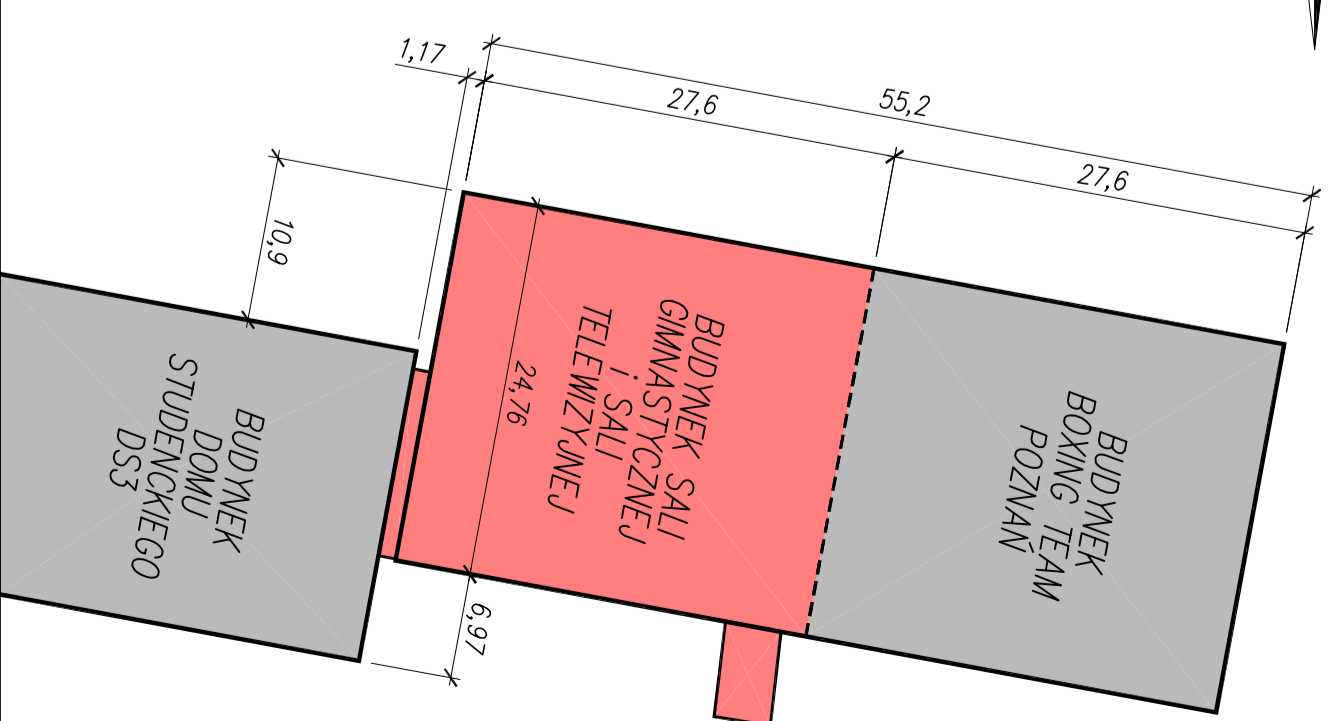 1,17
55,2
27,6
27,6
10,9
24,76
6,97
BUDYNEK
DOMU
STUDENCKIEGO
DS3
BUDYNEK SALI
GIMNASTYCZNEJ
i SALI
TELEWIZYJNEJ
BUDYNEK
BOXING TEAM
POZNAŃ